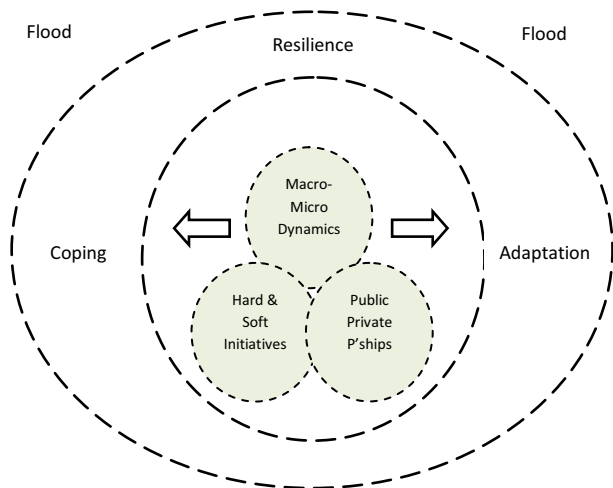 Flood
Flood
Resilience
Macro-
Micro
Dynamics
Coping
Adaptation
Hard &
Soft
Initiatives
Public
Private
P’ships